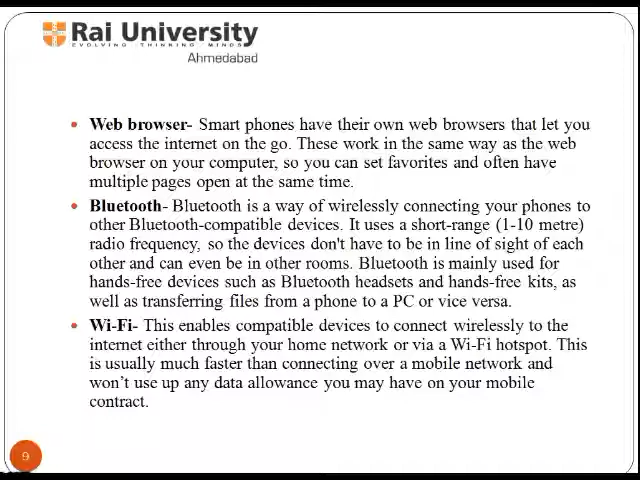 Rai University
EVOLVING THINKING MINDS
Ahmedabad
• Web browser- Smart phones have their own web browsers that let you
access the internet on the go. These work in the same way as the web
browser on your computer, so you can set favorites and often have
multiple pages open at the same time.
• Bluetooth- Bluetooth is a way of wirelessly connecting your phones to
other Bluetooth-compatible devices. It uses a short-range (1-10 metre)
radio frequency, so the devices don't have to be in line of sight of each
other and can even be in other rooms. Bluetooth is mainly used for
hands-free devices such as Bluetooth headsets and hands-free kits, as
well as transferring files from a phone to a PC or vice versa.
• Wi-Fi- This enables compatible devices to connect wirelessly to the
internet either through your home network or via a Wi-Fi hotspot. This
is usually much faster than connecting over a mobile network and
won’t use up any data allowance you may have on your mobile
contract.
9